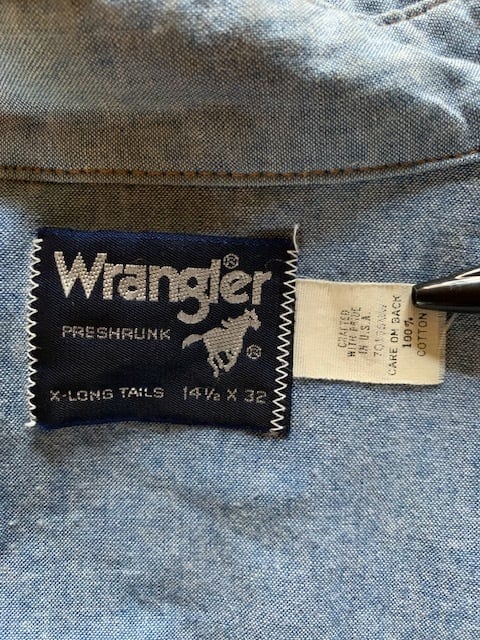 Wrangler®
PRESHRUNK
®
X-LONG TAILS 14½ X 32
CRAFTED
WITH PRIDE
IN U.S.A.
CARE ON BACK
100%
COTTON